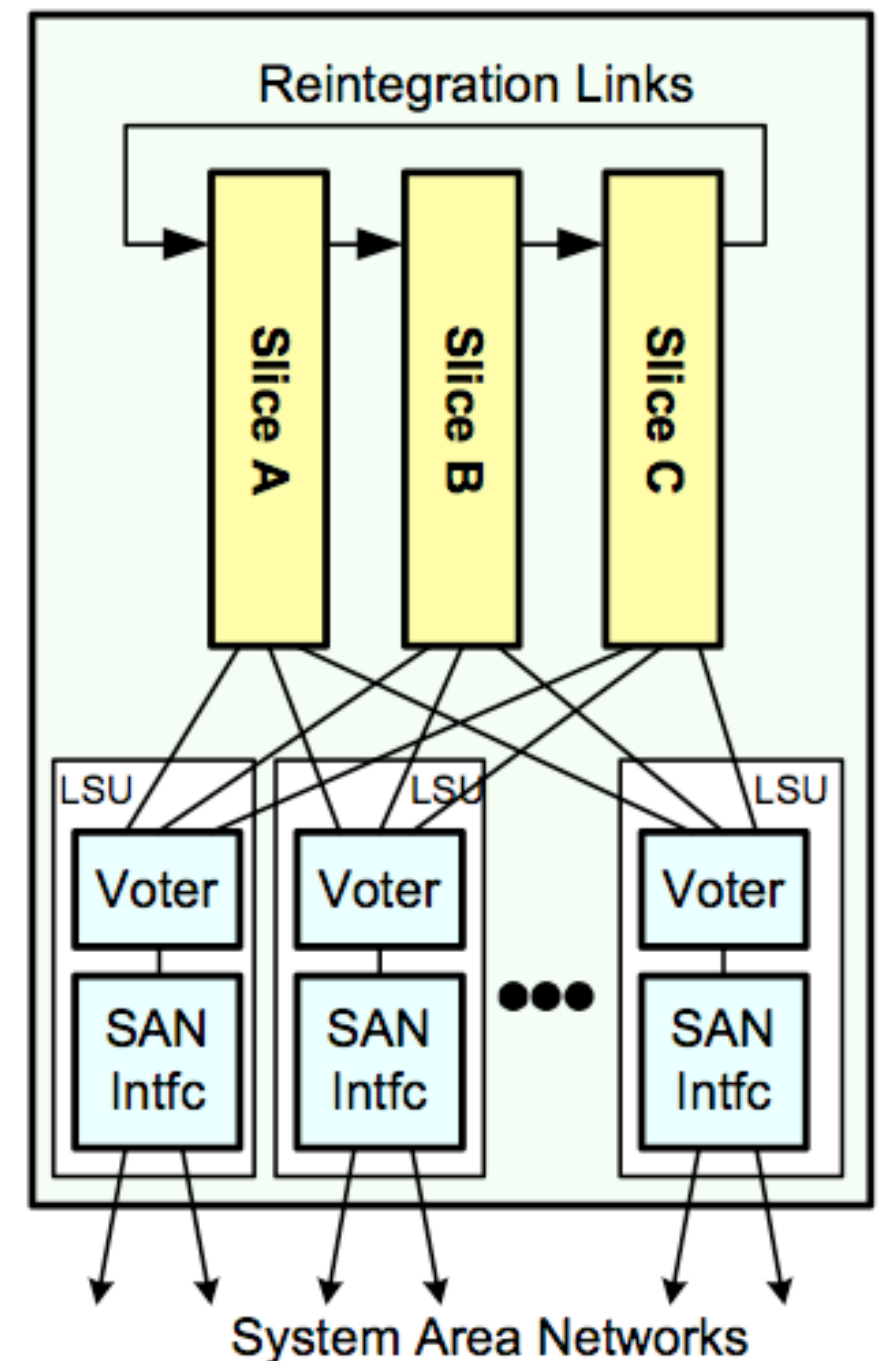 Reintegration Links
Slice A
Slice B
Slice C
LSU
LSU
LSU
Voter
Voter
Voter
SAN
Intfc
SAN
Intfc
SAN
Intfc
System Area Networks